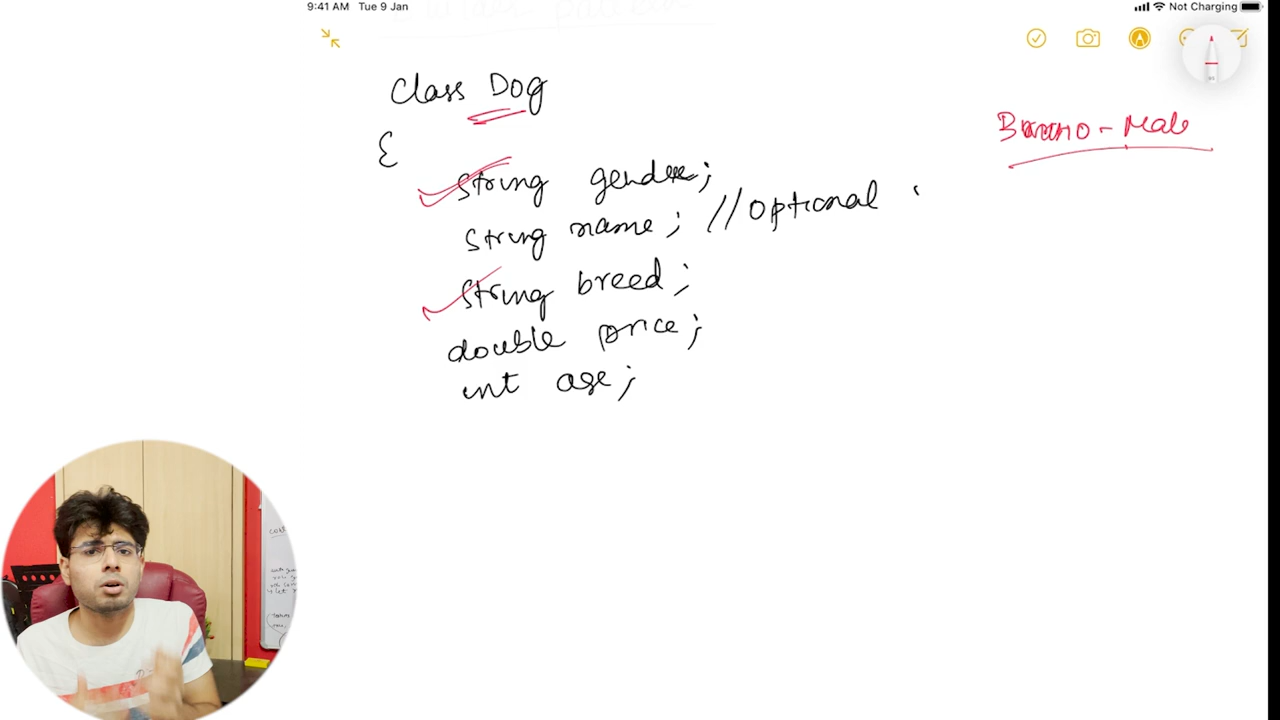 9:41 AM Tue 9 Jan
Not Charging
Class Dog
{
String gender;
String name; //optional
String breed;
double price;
int age;
Bruno - Male